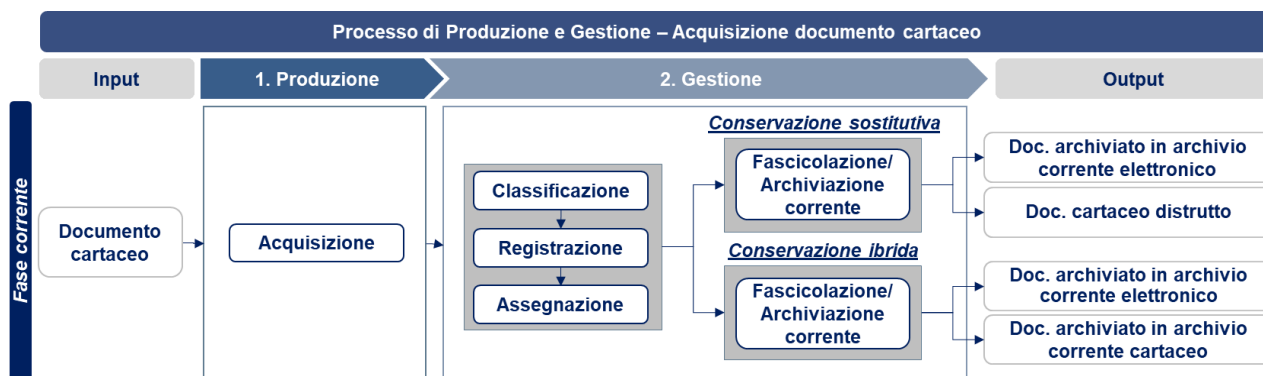 Processo di Produzione e Gestione – Acquisizione documento cartaceo
Input
1. Produzione
2. Gestione
Output
Fase corrente
Documento
cartaceo
Acquisizione
Classificazione
Registrazione
Assegnazione
Conservazione sostitutiva
Fascicolazione/
Archiviazione
corrente
Conservazione ibrida
Fascicolazione/
Archiviazione
corrente
Doc. archiviato in archivio
corrente elettronico
Doc. cartaceo distrutto
Doc. archiviato in archivio
corrente elettronico
Doc. archiviato in archivio
corrente cartaceo